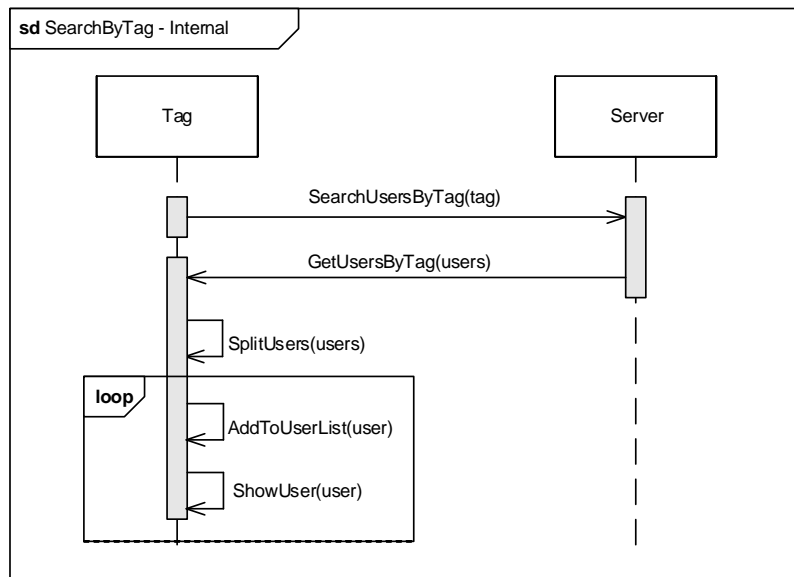 sd SearchByTag - Internal
Tag
Server
SearchUsersByTag(tag)
GetUsersByTag(users)
SplitUsers(users)
loop
AddToUserList(user)
ShowUser(user)